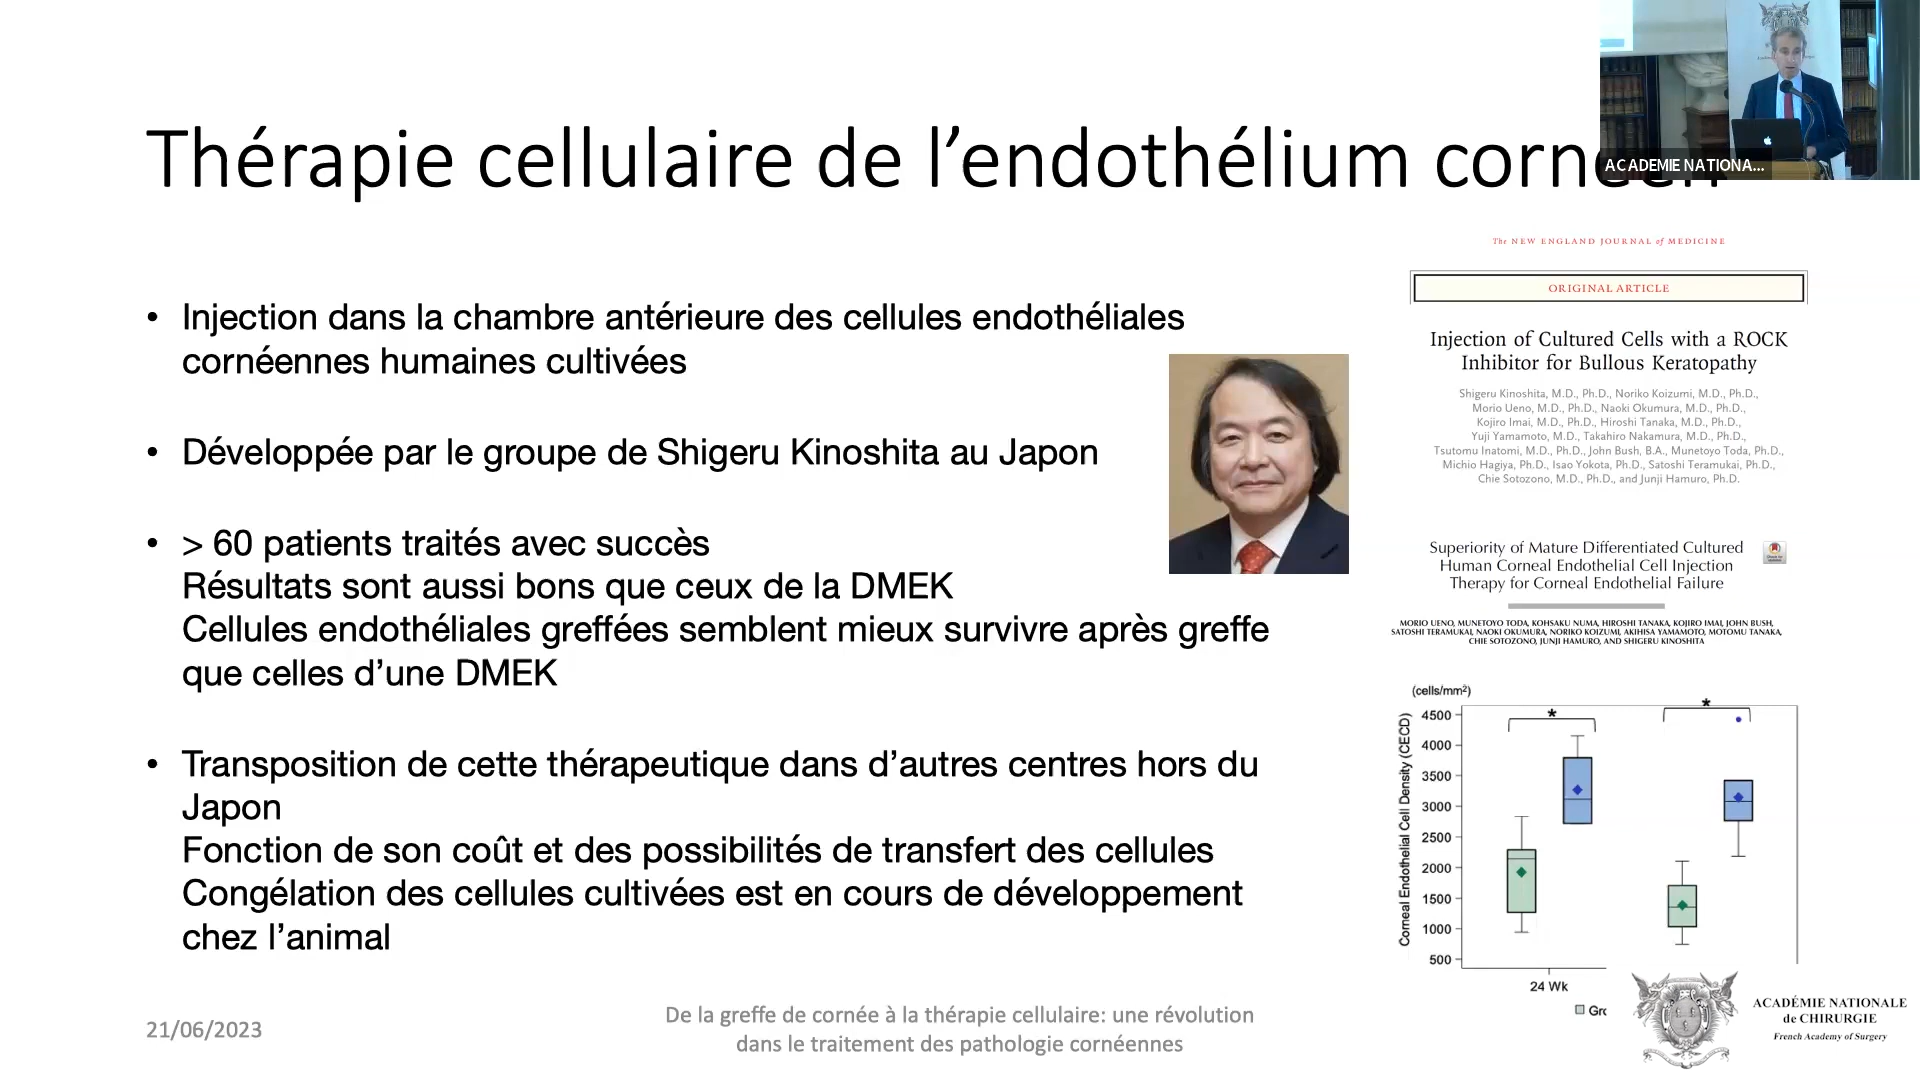 Thérapie cellulaire de l’endothélium cornéen
ACADEMIE NATIONA...
• Injection dans la chambre antérieure des cellules endothéliales
cornéennes humaines cultivées
• Développée par le groupe de Shigeru Kinoshita au Japon
• > 60 patients traités avec succès
Résultats sont aussi bons que ceux de la DMEK
Cellules endothéliales greffées semblent mieux survivre après greffe
que celles d’une DMEK
• Transposition de cette thérapeutique dans d’autres centres hors du
Japon
Fonction de son coût et des possibilités de transfert des cellules
Congélation des cellules cultivées est en cours de développement
chez l’animal
The NEW ENGLAND JOURNAL of MEDICINE
ORIGINAL ARTICLE
Injection of Cultured Cells with a ROCK
Inhibitor for Bullous Keratopathy
Shigeru Kinoshita, M.D., Ph.D., Noriko Koizumi, M.D., Ph.D.,
Morio Ueno, M.D., Ph.D., Naoki Okumura, M.D., Ph.D.,
Kojiro Imai, M.D., Ph.D., Hiroshi Tanaka, M.D., Ph.D.,
Yuji Yamamoto, M.D., Takahiro Nakamura, M.D., Ph.D.,
Tsutomu Inatomi, M.D., Ph.D., John Bush, B.A., Munetoyo Toda, Ph.D.,
Michio Hagiya, Ph.D., Isao Yokota, Ph.D., Satoshi Teramukai, Ph.D.,
Chie Sotozono, M.D., Ph.D., and Junji Hamuro, Ph.D.
Superiority of Mature Differentiated Cultured
Human Corneal Endothelial Cell Injection
Therapy for Corneal Endothelial Failure
MORIO UENO, MUNETOYO TODA, KOHSAKU NUMA, HIROSHI TANAKA, KOJIRO IMAI, JOHN BUSH,
SATOSHI TERAMUKAI, NAOKI OKUMURA, NORIKO KOIZUMI, AKIHISA YAMAMOTO, MOTOMU TANAKA,
CHIE SOTOZONO, JUNJI HAMURO, AND SHIGERU KINOSHITA
(cells/mm²)
Corneal Endothelial Cell Density (CECD)
4500
4000
3500
3000
2500
2000
1500
1000
500
* *
24 Wk
Gro
ACADÉMIE NATIONALE
de CHIRURGIE
French Academy of Surgery
21/06/2023
De la greffe de cornée à la thérapie cellulaire: une révolution
dans le traitement des pathologie cornéennes